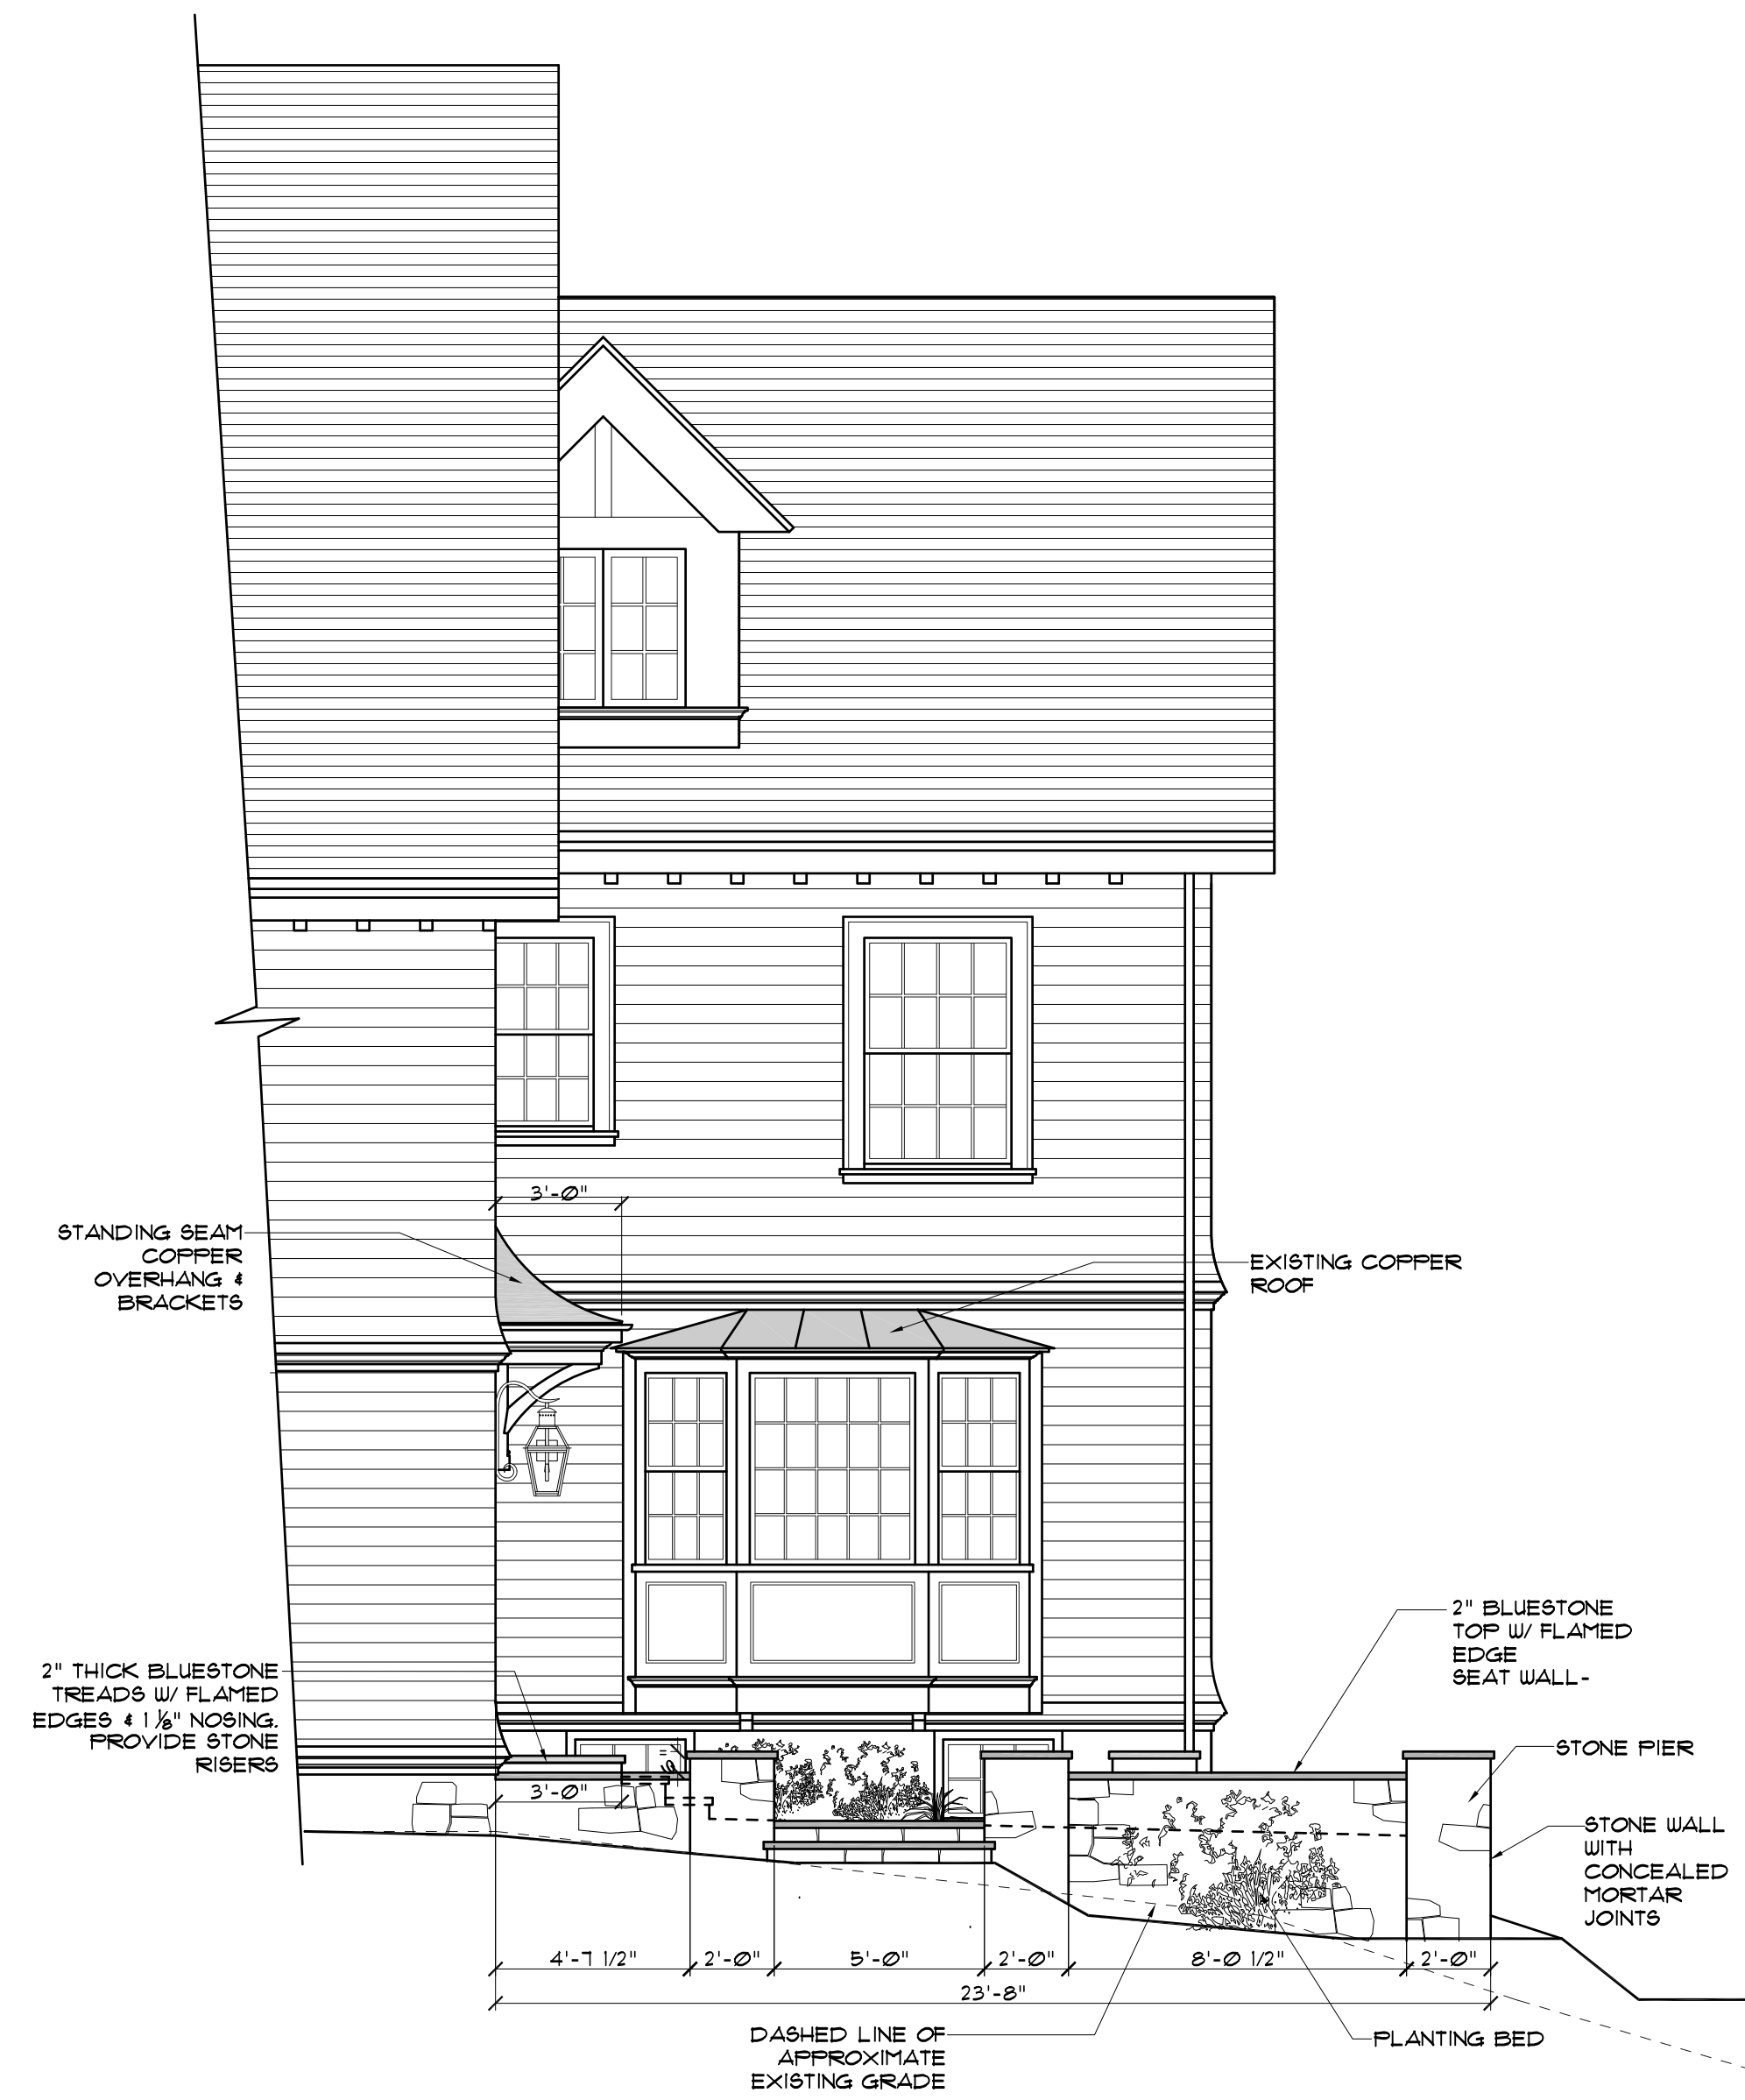 3'-0"
STANDING SEAM
COPPER
OVERHANG &
BRACKETS
EXISTING COPPER
ROOF
2" BLUESTONE
TOP W/ FLAMED
EDGE
SEAT WALL-
2" THICK BLUESTONE
TREADS W/ FLAMED
EDGES & 1 1/8" NOSING.
PROVIDE STONE
RISERS
3'-0"
STONE PIER
STONE WALL
WITH
CONCEALED
MORTAR
JOINTS
4'-7 1/2"
2'-0"
5'-0"
2'-0"
8'-0 1/2"
2'-0"
23'-8"
DASHED LINE OF
APPROXIMATE
EXISTING GRADE
PLANTING BED